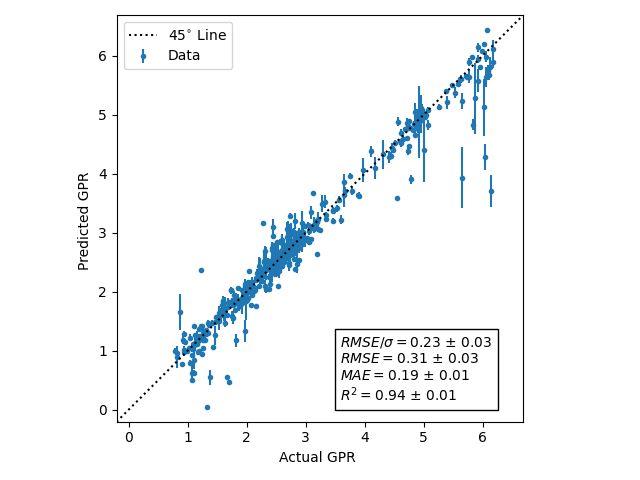 45° Line
Data
6
5
4
3
2
1
0
Predicted GPR
RMSE/σ = 0.23 ± 0.03
RMSE = 0.31 ± 0.03
MAE = 0.19 ± 0.01
R² = 0.94 ± 0.01
0 1 2 3 4 5 6
Actual GPR